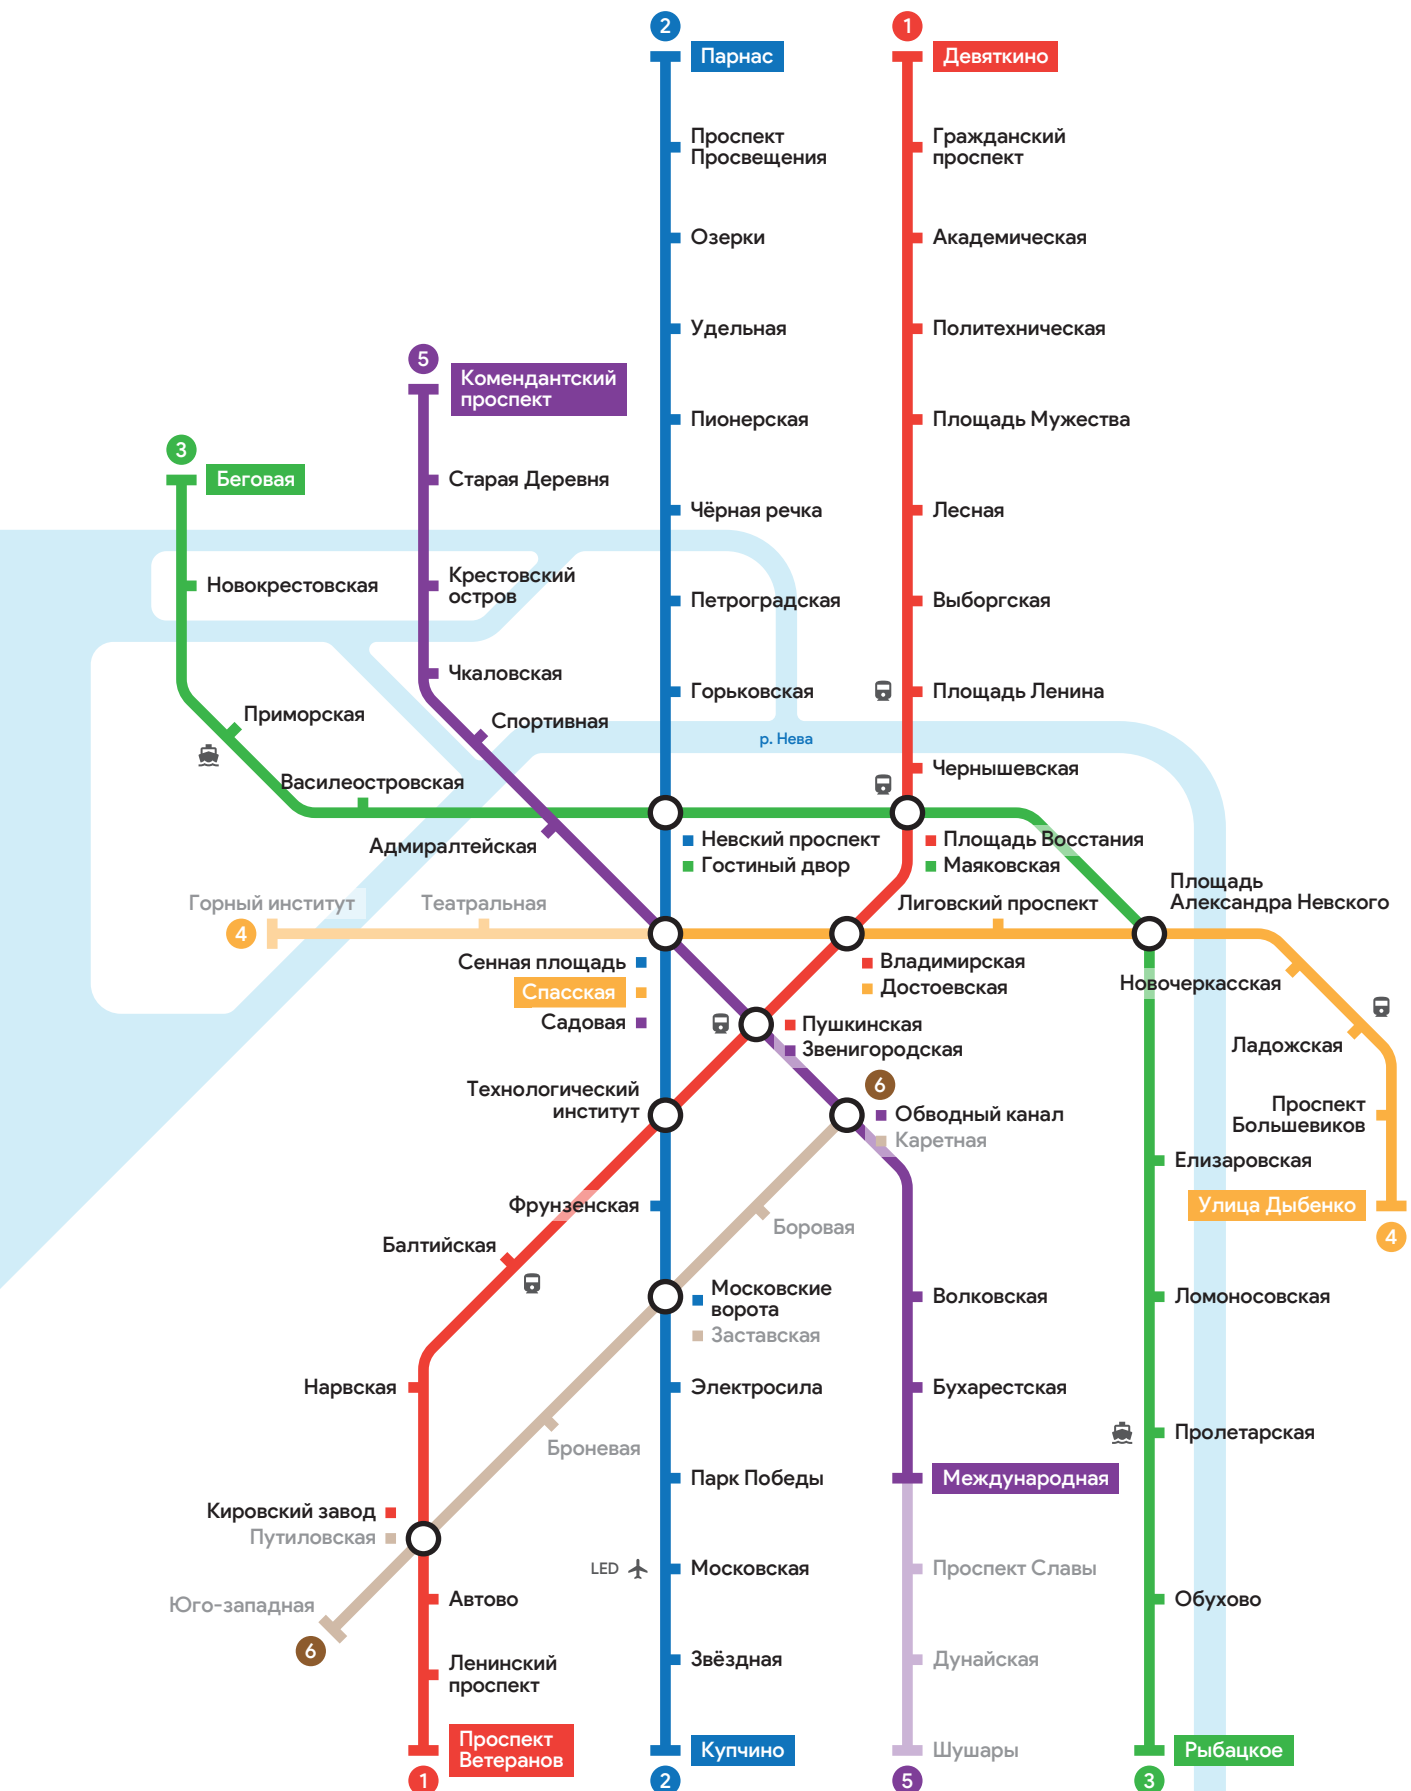 2
1
Парнас
Девяткино
Проспект
Просвещения
Гражданский
проспект
Озерки
Академическая
Удельная
Политехническая
5
Комендантский
проспект
Пионерская
Площадь Мужества
3
Беговая
Старая Деревня
Чёрная речка
Лесная
Новокрестовская
Крестовский
остров
Петроградская
Выборгская
Чкаловская
Горьковская
Площадь Ленина
Приморская
Спортивная
р. Нева
Чернышевская
Василеостровская
Адмиралтейская
Невский проспект
Гостиный двор
Площадь Восстания
Маяковская
Площадь
Александра Невского
Горный институт
Театральная
Лиговский проспект
4
Сенная площадь
Спасская
Садовая
Владимирская
Достоевская
Новочеркасская
Пушкинская
Звенигородская
Ладожская
Технологический
институт
6
Обводный канал
Каретная
Проспект
Большевиков
Елизаровская
Фрунзенская
Улица Дыбенко
4
Боровая
Балтийская
Московские
ворота
Заставская
Волковская
Ломоносовская
Нарвская
Электросила
Бухарестская
Броневая
Пролетарская
Парк Победы
Международная
Кировский завод
Путиловская
LED
Московская
Проспект Славы
Юго-западная
6
Автово
Обухово
Ленинский
проспект
Звёздная
Дунайская
Проспект
Ветеранов
Купчино
Шушары
Рыбацкое
1
2
5
3